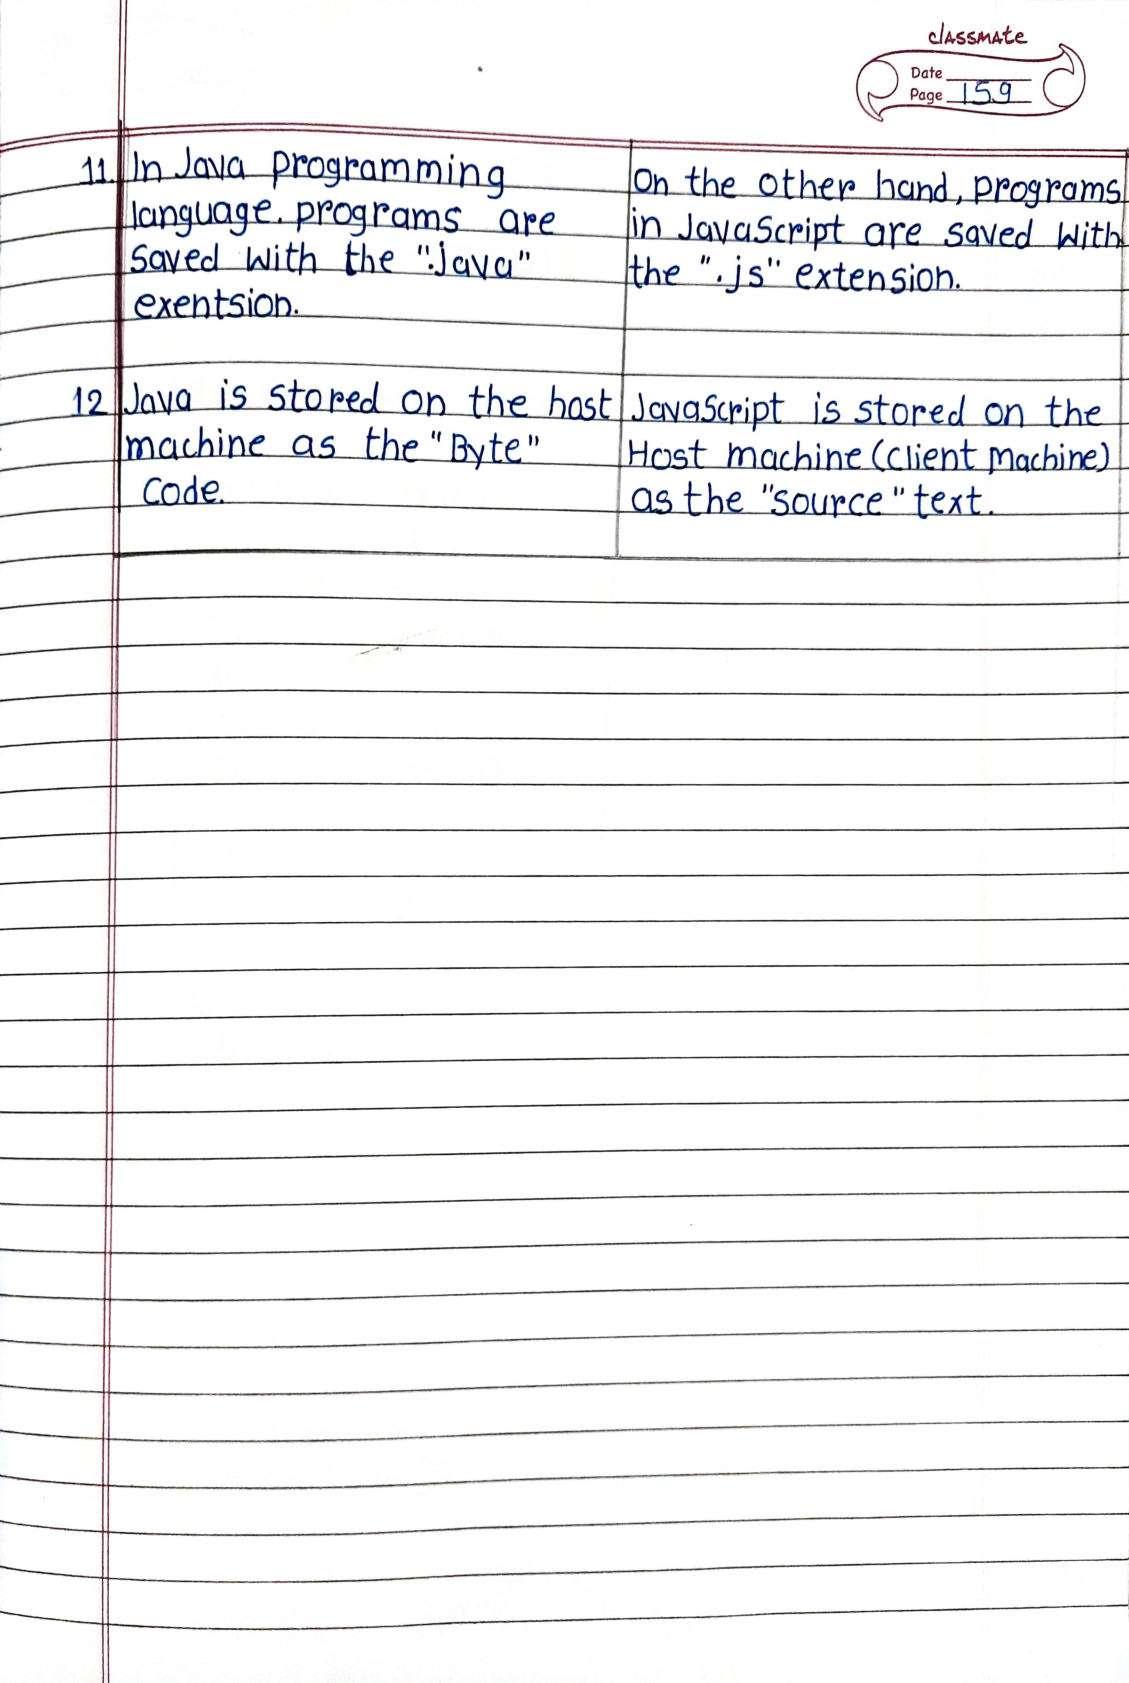 classmate
Date
Page 159
11. In Java programming
language. programs are
saved with the ".java"
exentsion.
On the other hand, programs
in JavaScript are saved with
the ".js" extension.
12 Java is stored on the host
machine as the "Byte"
Code.
JavaScript is stored on the
Host machine (client machine)
as the "source" text.